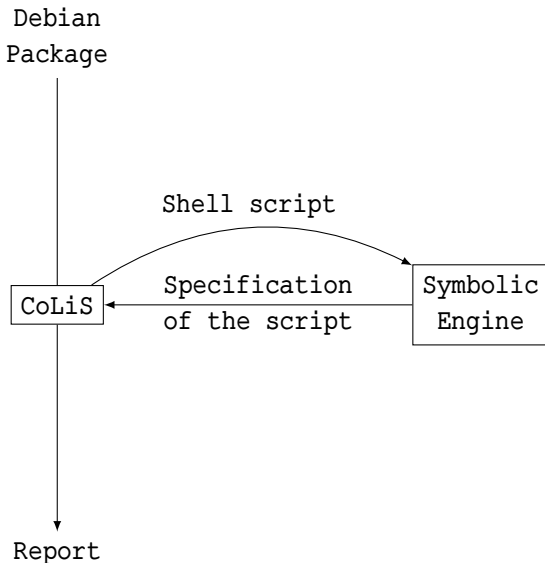 Debian
Package
Shell script
Specification
of the script
CoLiS
Symbolic
Engine
Report